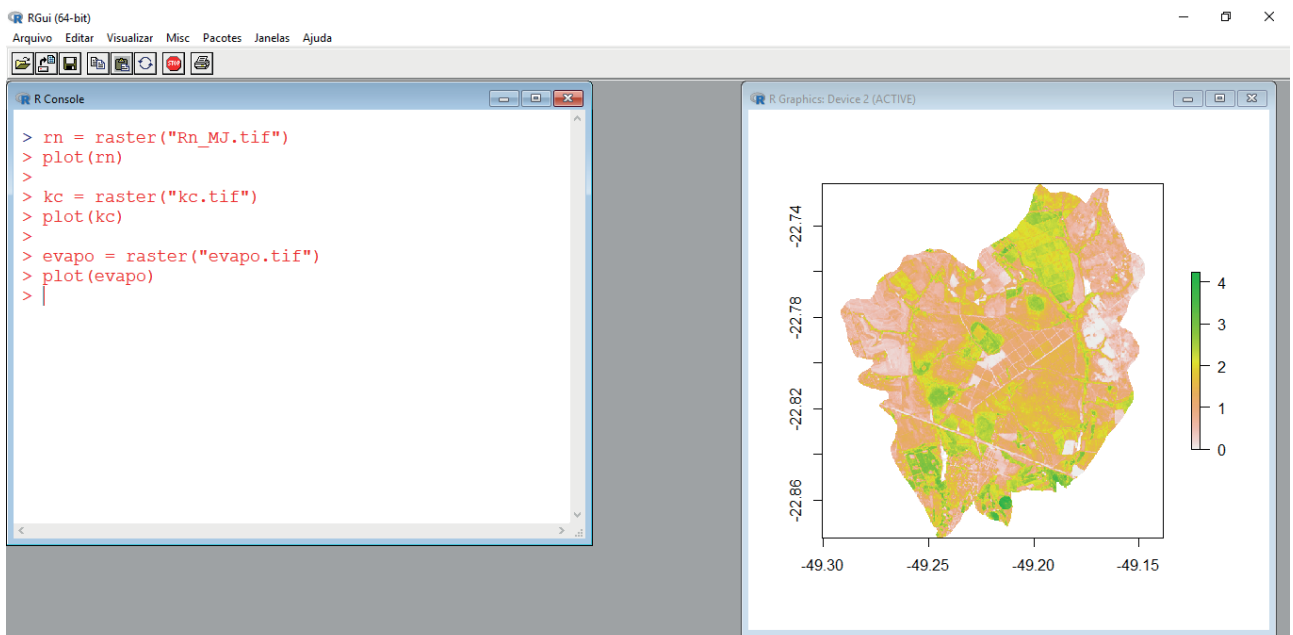 RGui (64-bit)
Arquivo Editar Visualizar Misc Pacotes Janelas Ajuda
STOP
R Console
> rn = raster("Rn_MJ.tif")
> plot(rn)
>
> kc = raster("kc.tif")
> plot(kc)
>
> evapo = raster("evapo.tif")
> plot(evapo)
>
R Graphics: Device 2 (ACTIVE)
-22.74
-22.78
-22.82
-22.86
-49.30 -49.25 -49.20 -49.15
4
3
2
1
0